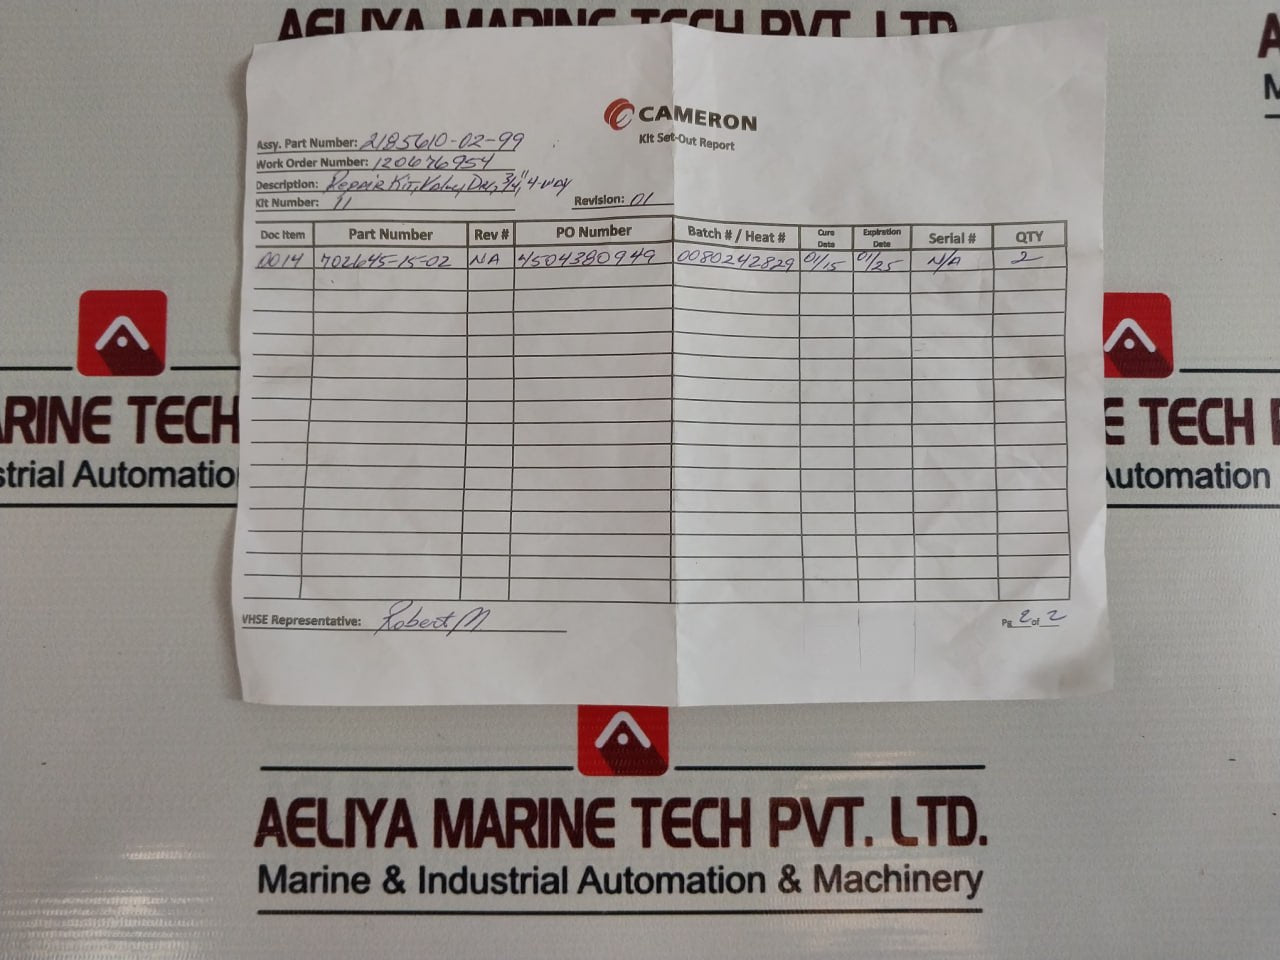 AELIYA MARINE TECH PVT. LTD.
CAMERON
Kit Set-Out Report
Assy. Part Number: 2185610-02-99
Work Order Number: 120676954
Description: Repair Kit, Valve, DR, 3/4", 4-way
Kit Number: 11 Revision: 01
Doc Item Part Number Rev # PO Number Batch # / Heat # Cure Date Expiration Date Serial # QTY
0014 702645-15-02 NA 4504380949 0080242829 01/15 01/25 N/A 2
VHSE Representative: Robert M Pg 2 of 2
ARINE TECH
strial Automatio
E TECH P
Automation
AELIYA MARINE TECH PVT. LTD.
Marine & Industrial Automation & Machinery